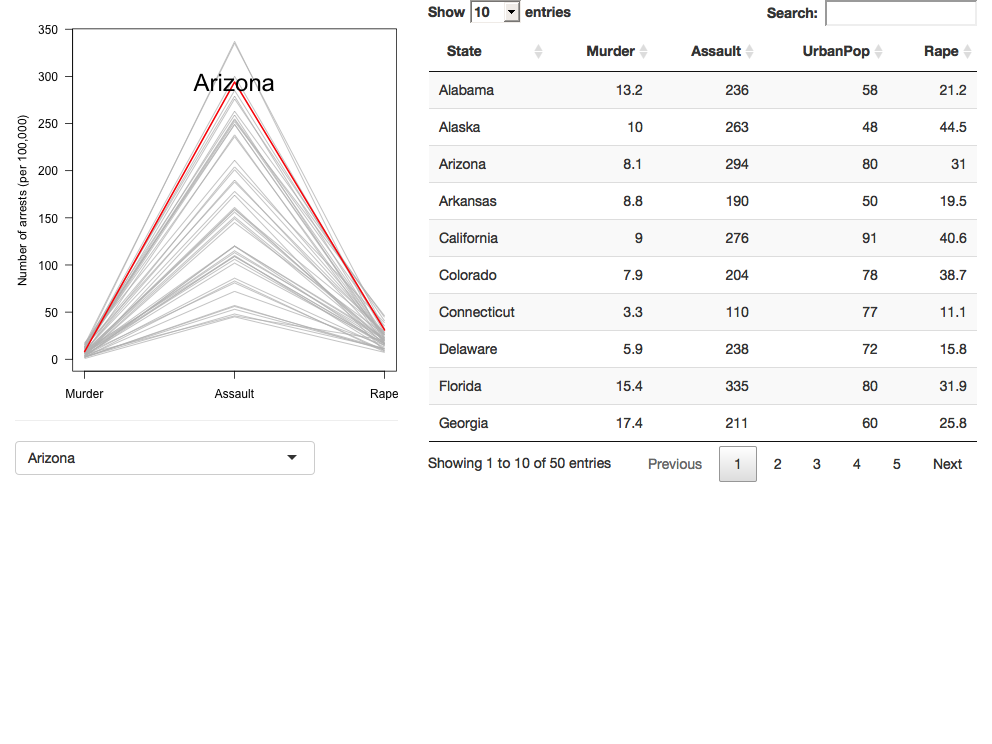 Number of arrests (per 100,000)
350
300
250
200
150
100
50
0
Arizona
Murder Assault Rape
Arizona
Show 10 entries Search:
State Murder Assault UrbanPop Rape
Alabama 13.2 236 58 21.2
Alaska 10 263 48 44.5
Arizona 8.1 294 80 31
Arkansas 8.8 190 50 19.5
California 9 276 91 40.6
Colorado 7.9 204 78 38.7
Connecticut 3.3 110 77 11.1
Delaware 5.9 238 72 15.8
Florida 15.4 335 80 31.9
Georgia 17.4 211 60 25.8
Showing 1 to 10 of 50 entries Previous 1 2 3 4 5 Next